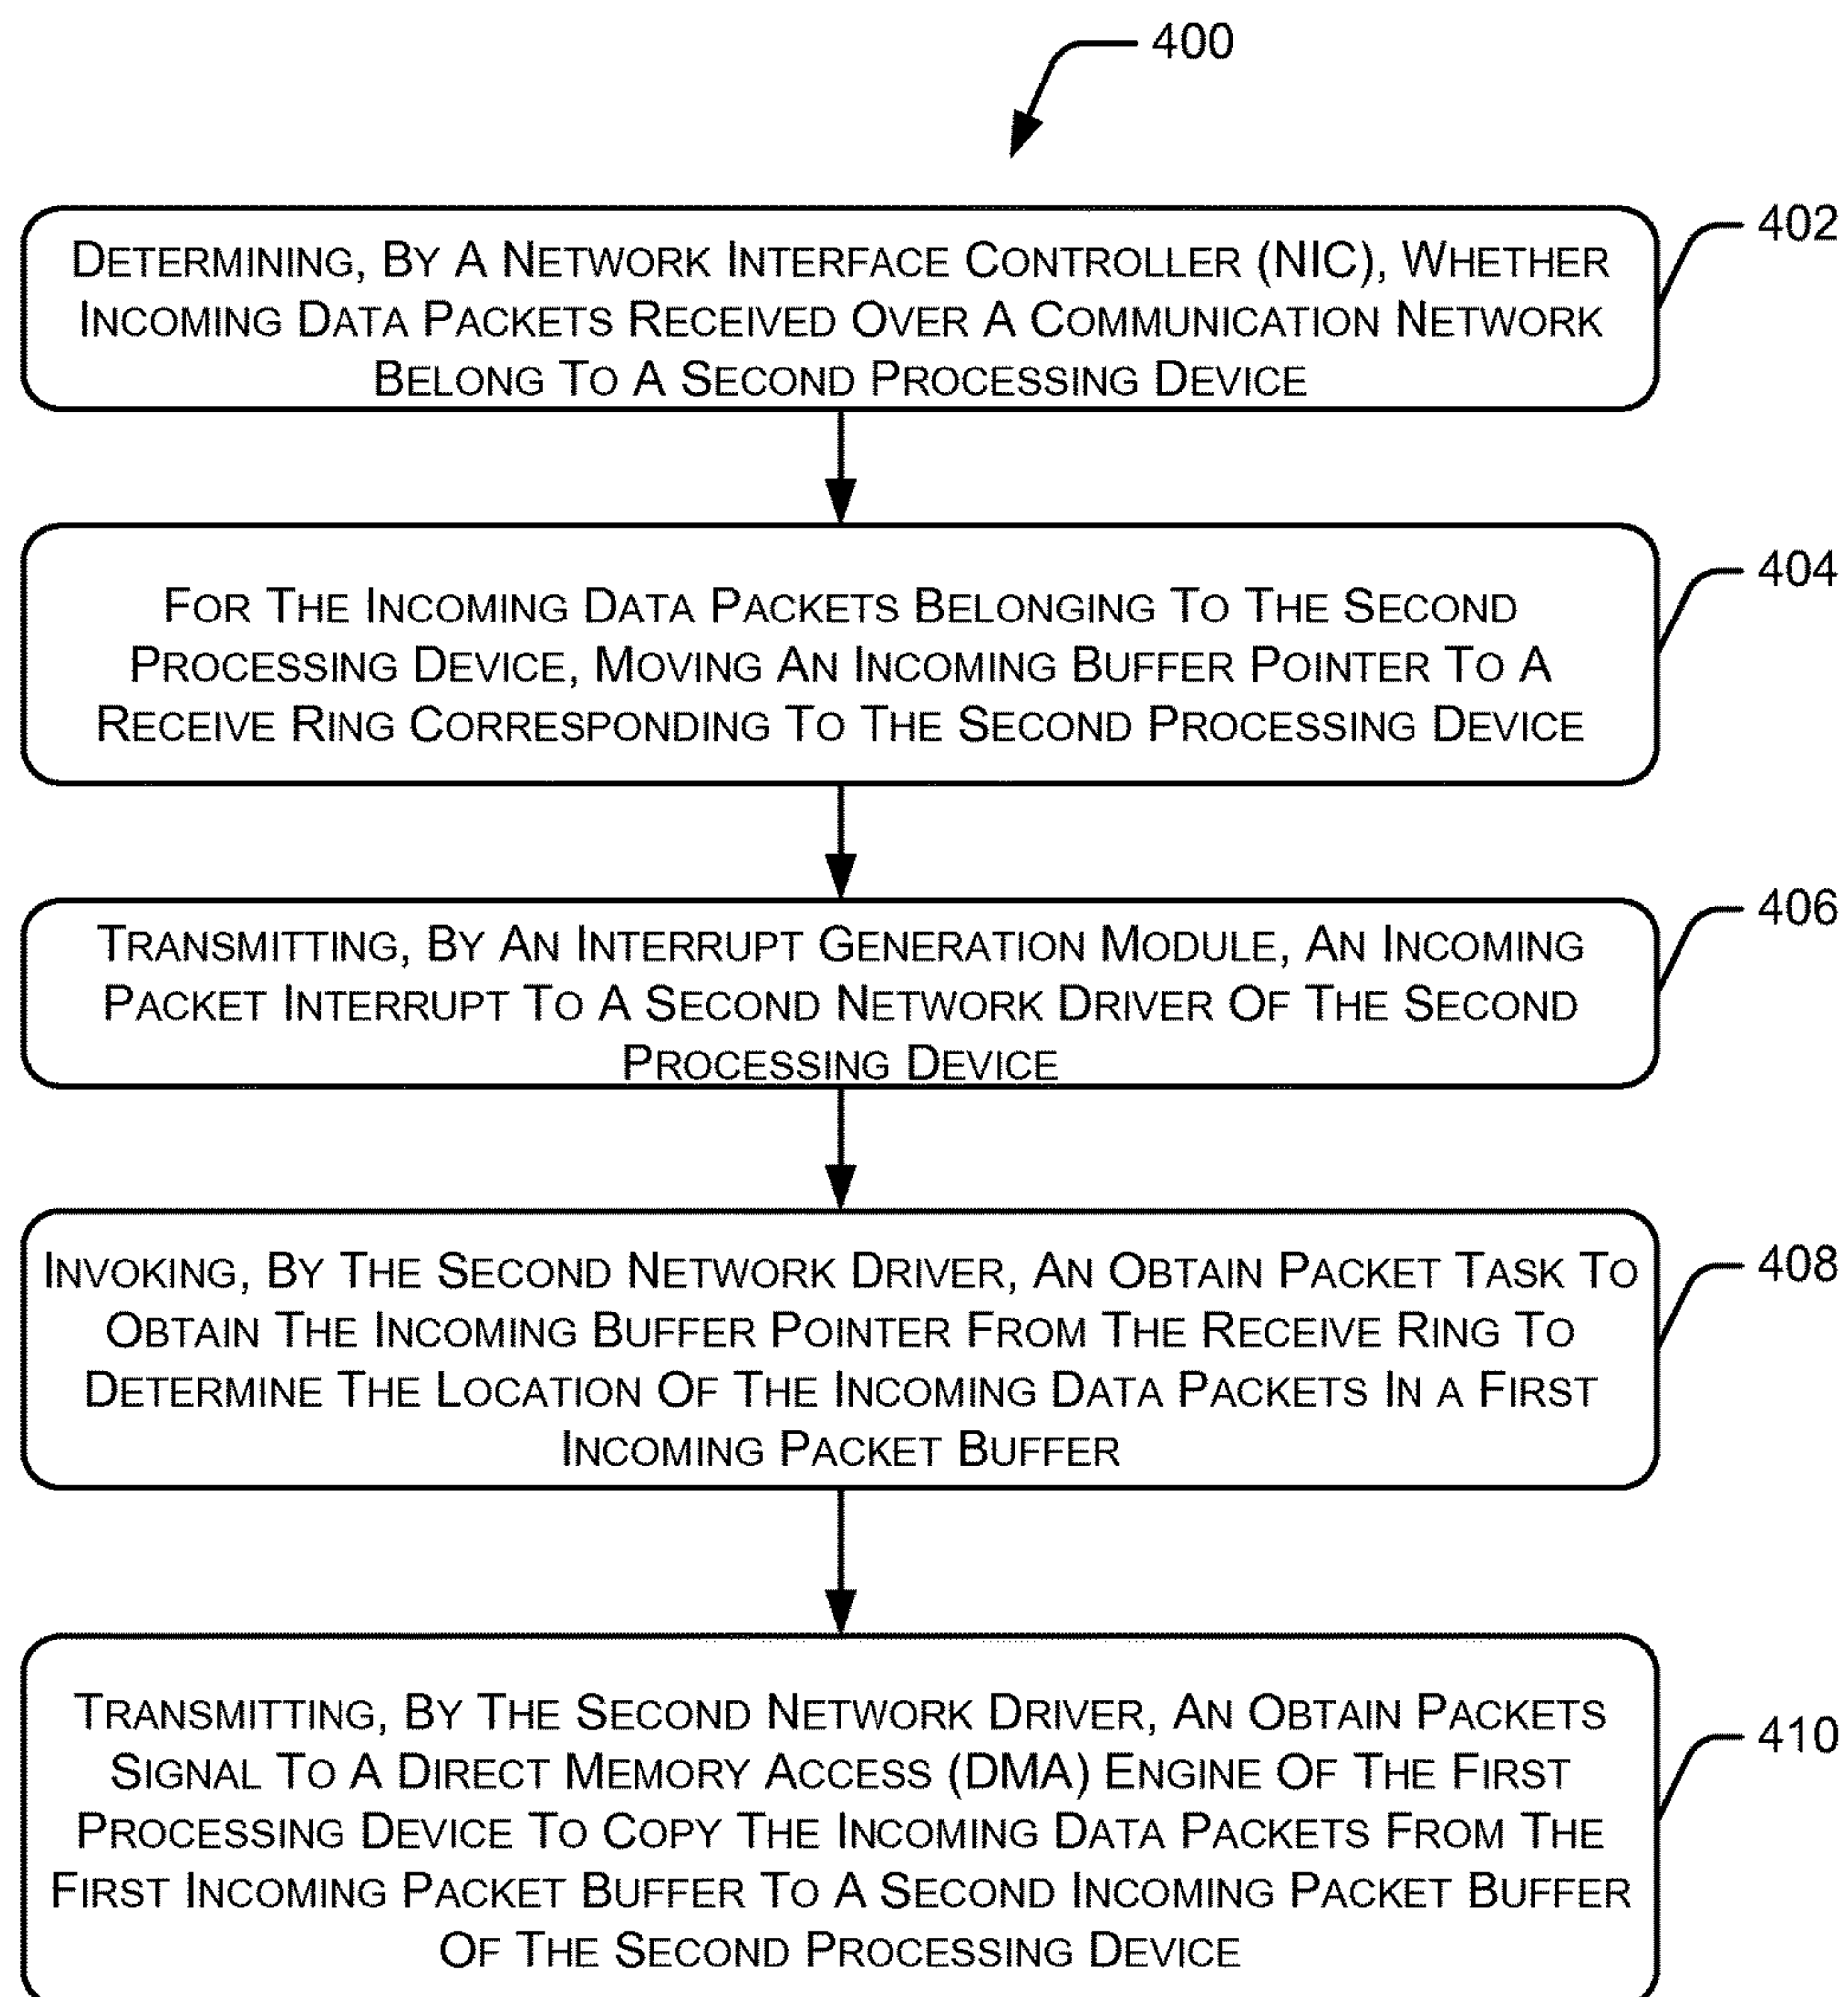 400
402
DETERMINING, BY A NETWORK INTERFACE CONTROLLER (NIC), WHETHER
INCOMING DATA PACKETS RECEIVED OVER A COMMUNICATION NETWORK
BELONG TO A SECOND PROCESSING DEVICE
404
FOR THE INCOMING DATA PACKETS BELONGING TO THE SECOND
PROCESSING DEVICE, MOVING AN INCOMING BUFFER POINTER TO A
RECEIVE RING CORRESPONDING TO THE SECOND PROCESSING DEVICE
406
TRANSMITTING, BY AN INTERRUPT GENERATION MODULE, AN INCOMING
PACKET INTERRUPT TO A SECOND NETWORK DRIVER OF THE SECOND
PROCESSING DEVICE
408
INVOKING, BY THE SECOND NETWORK DRIVER, AN OBTAIN PACKET TASK TO
OBTAIN THE INCOMING BUFFER POINTER FROM THE RECEIVE RING TO
DETERMINE THE LOCATION OF THE INCOMING DATA PACKETS IN A FIRST
INCOMING PACKET BUFFER
410
TRANSMITTING, BY THE SECOND NETWORK DRIVER, AN OBTAIN PACKETS
SIGNAL TO A DIRECT MEMORY ACCESS (DMA) ENGINE OF THE FIRST
PROCESSING DEVICE TO COPY THE INCOMING DATA PACKETS FROM THE
FIRST INCOMING PACKET BUFFER TO A SECOND INCOMING PACKET BUFFER
OF THE SECOND PROCESSING DEVICE